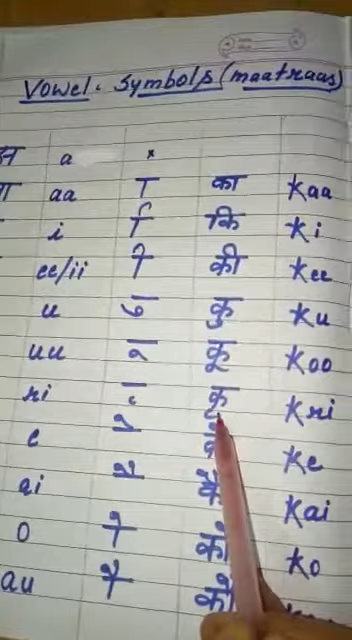 Vowel. Symbols (maatraas)
अ a x
aa ा का Kaa
i ि कि Ki
ee/ii ी की Kee
u ु कु Ku
uu ू कू Koo
ri ृ कृ Kri
e े के Ke
ai ै कै Kai
o ो को Ko
au ौ कौ